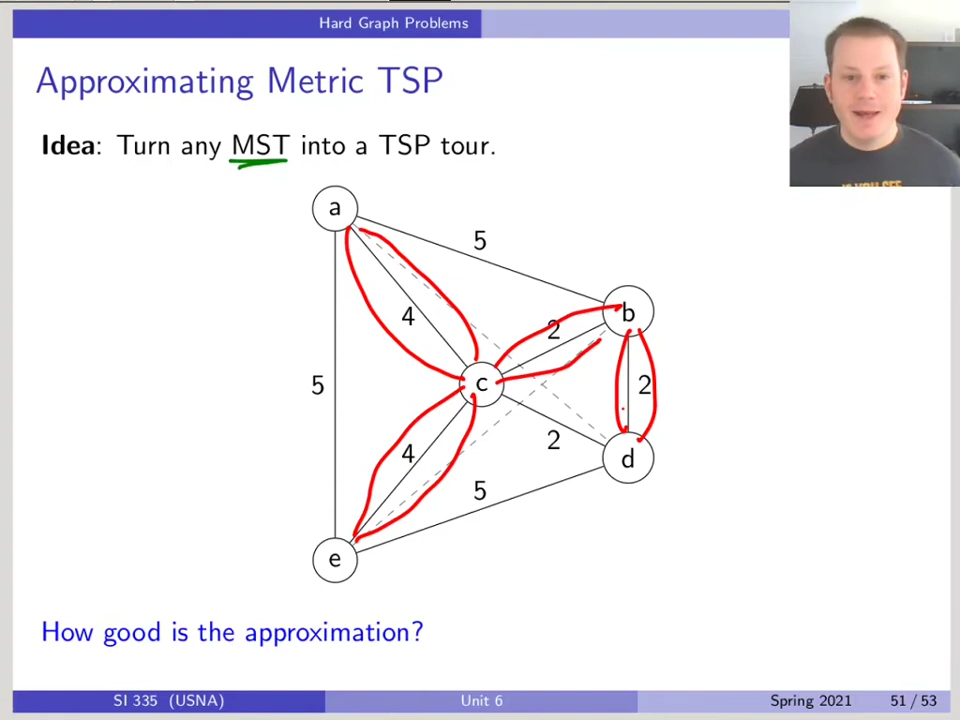 Hard Graph Problems
Approximating Metric TSP
Idea: Turn any MST into a TSP tour.
a
5
b
4
2
5
c
2
4
2
d
5
e
How good is the approximation?
SI 335 (USNA) Unit 6 Spring 2021 51 / 53